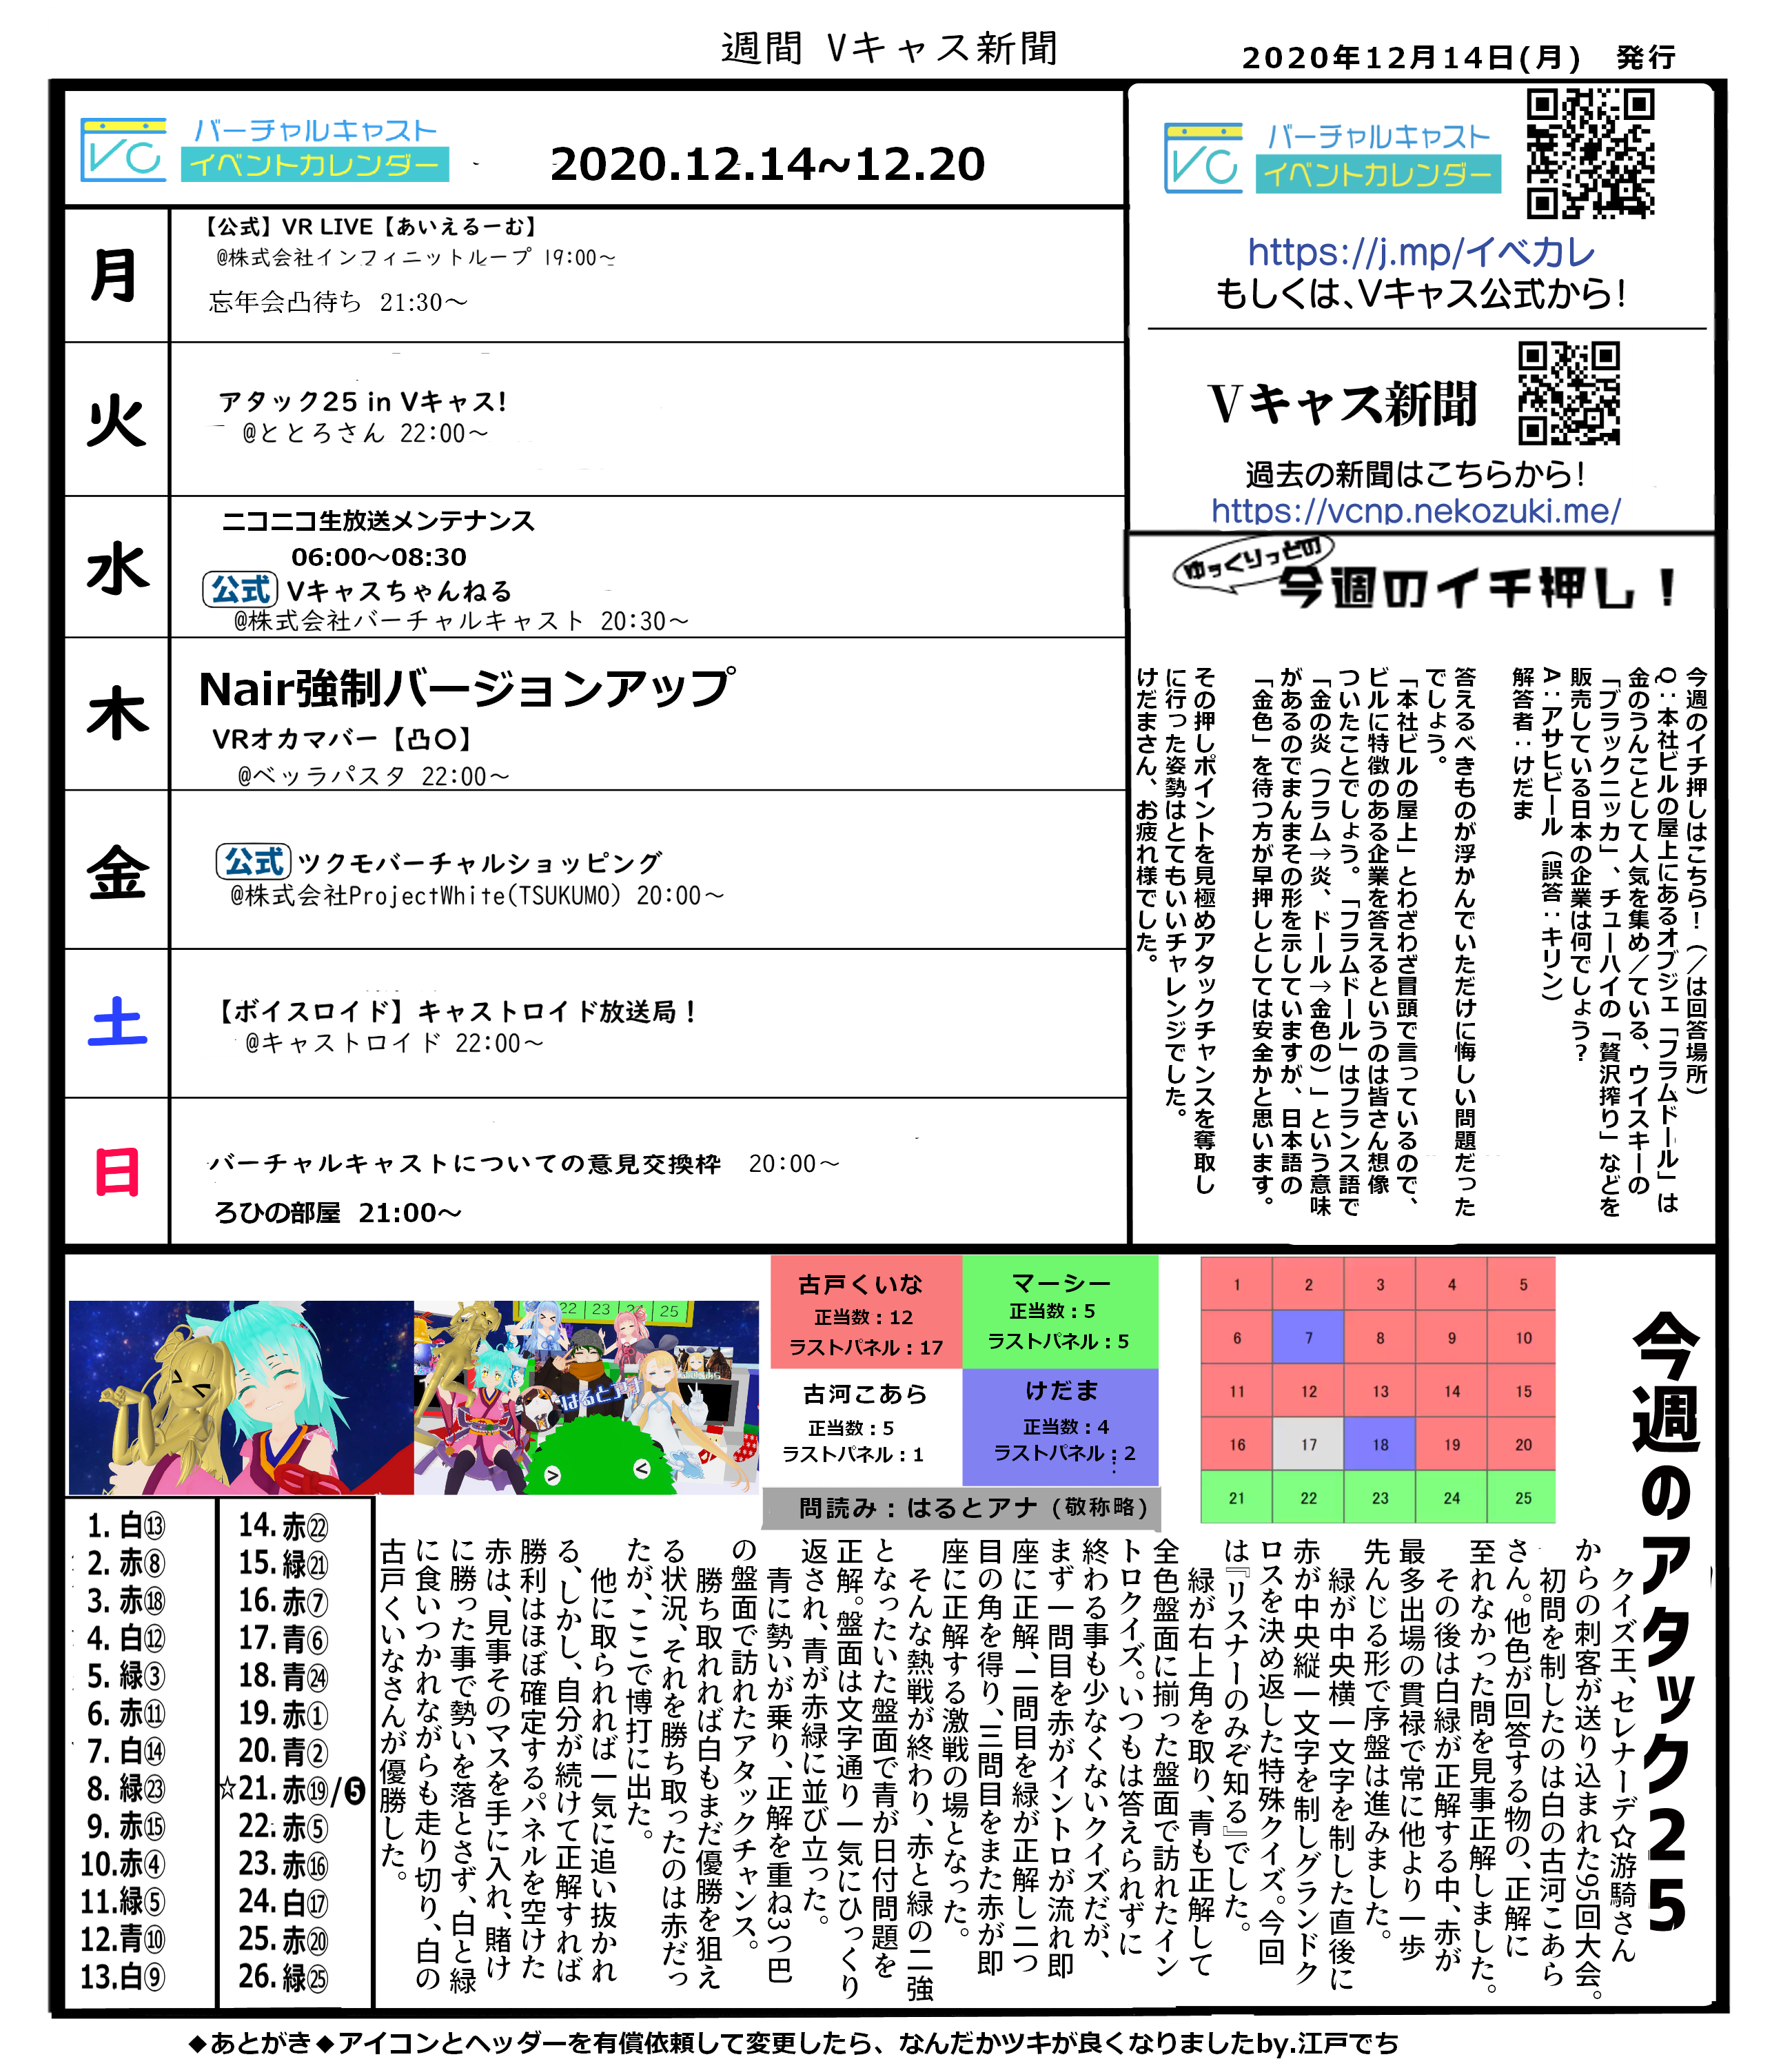 週間 Vキャス新聞
2020年12月14日(月) 発行
バーチャルキャスト
イベントカレンダー
2020.12.14~12.20
月
【公式】VR LIVE【あいえるーむ】
@株式会社インフィニットループ 19:00～
忘年会凸待ち 21:30～
火
アタック25 in Vキャス!
@ととろさん 22:00～
水
ニコニコ生放送メンテナンス
06:00～08:30
公式 Vキャスちゃんねる
@株式会社バーチャルキャスト 20:30～
木
Nair強制バージョンアップ
VRオカマバー【凸〇】
@ベッラパスタ 22:00～
金
公式 ツクモバーチャルショッピング
@株式会社ProjectWhite(TSUKUMO) 20:00～
土
【ボイスロイド】キャストロイド放送局！
@キャストロイド 22:00～
日
バーチャルキャストについての意見交換枠 20:00～
ろひの部屋 21:00～
バーチャルキャスト
イベントカレンダー
https://j.mp/イベカレ
もしくは、Vキャス公式から！
Vキャス新聞
過去の新聞はこちらから！
https://vcnp.nekozuki.me/
ゆっくりっとの
今週のイチ押し！
今週のイチ押しはこちら！（／は回答場所）
Q：本社ビルの屋上にあるオブジェ「フラムドール」は
金のうんことして人気を集め／ている、ウイスキーの
「ブラックニッカ」、チューハイの「贅沢搾り」などを
販売している日本の企業は何でしょう？
A：アサヒビール（誤答：キリン）
解答者：けだま
答えるべきものが浮かんでいただけに悔しい問題だった
でしょう。
「本社ビルの屋上」とわざわざ冒頭で言っているので、
ビルに特徴のある企業を答えるというのは皆さん想像
ついたことでしょう。「フラムドール」はフランス語で
「金の炎（フラム→炎、ドール→金色の）」という意味
があるのでまんまその形を示していますが、日本語の
「金色」を待つ方が早押しとしては安全かと思います。
その押しポイントを見極めアタックチャンスを奪取し
に行った姿勢はとてもいいチャレンジでした。
けだまさん、お疲れ様でした。
22 23 24 25
はるとアナ
古戸くいな
正当数：12
ラストパネル：17
マーシー
正当数：5
ラストパネル：5
古河こあら
正当数：5
ラストパネル：1
けだま
正当数：4
ラストパネル：2
問読み：はるとアナ（敬称略）
1 2 3 4 5
6 7 8 9 10
11 12 13 14 15
16 17 18 19 20
21 22 23 24 25
今週のアタック25
クイズ王、セレナーデ☆游騎さん
からの刺客が送り込まれた95回大会。
初問を制したのは白の古河こあら
さん。他色が回答する物の、正解に
至れなかった問を見事正解しました。
その後は白緑が正解する中、赤が
最多出場の貫禄で常に他より一歩
先んじる形で序盤は進みました。
緑が中央横一文字を制した直後に
赤が中央縦一文字を制しグランドク
ロスを決め返した特殊クイズ。今回
は『リスナーのみぞ知る』でした。
緑が右上角を取り、青も正解して
全色盤面に揃った盤面で訪れたイン
トロクイズ。いつもは答えられずに
終わる事も少なくないクイズだが、
まず一問目を赤がイントロが流れ即
座に正解、二問目を緑が正解し二つ
目の角を得り、三問目をまた赤が即
座に正解する激戦の場となった。
そんな熱戦が終わり、赤と緑の二強
となったいた盤面で青が日付問題を
正解。盤面は文字通り一気にひっくり
返され、青が赤緑に並び立った。
青に勢いが乗り、正解を重ね3つ巴
の盤面で訪れたアタックチャンス。
勝ち取れれば白もまだ優勝を狙え
る状況、それを勝ち取ったのは赤だっ
たが、ここで博打に出た。
他に取られれば一気に追い抜かれ
る、しかし、自分が続けて正解すれば
勝利はほぼ確定するパネルを空けた
赤は、見事そのマスを手に入れ、賭け
に勝った事で勢いを落とさず、白と緑
に食いつかれながらも走り切り、白の
古戸くいなさんが優勝した。
1. 白⑬
2. 赤⑧
3. 赤⑱
4. 白⑫
5. 緑③
6. 赤⑪
7. 白⑭
8. 緑㉓
9. 赤⑮
10. 赤④
11. 緑⑤
12. 青⑩
13. 白⑨
14. 赤㉒
15. 緑㉑
16. 赤⑦
17. 青⑥
18. 青㉔
19. 赤①
20. 青②
☆21. 赤⑲/❺
22. 赤⑤
23. 赤⑯
24. 白⑰
25. 赤⑳
26. 緑㉕
◆あとがき◆アイコンとヘッダーを有償依頼して変更したら、なんだかツキが良くなりましたby.江戸でち